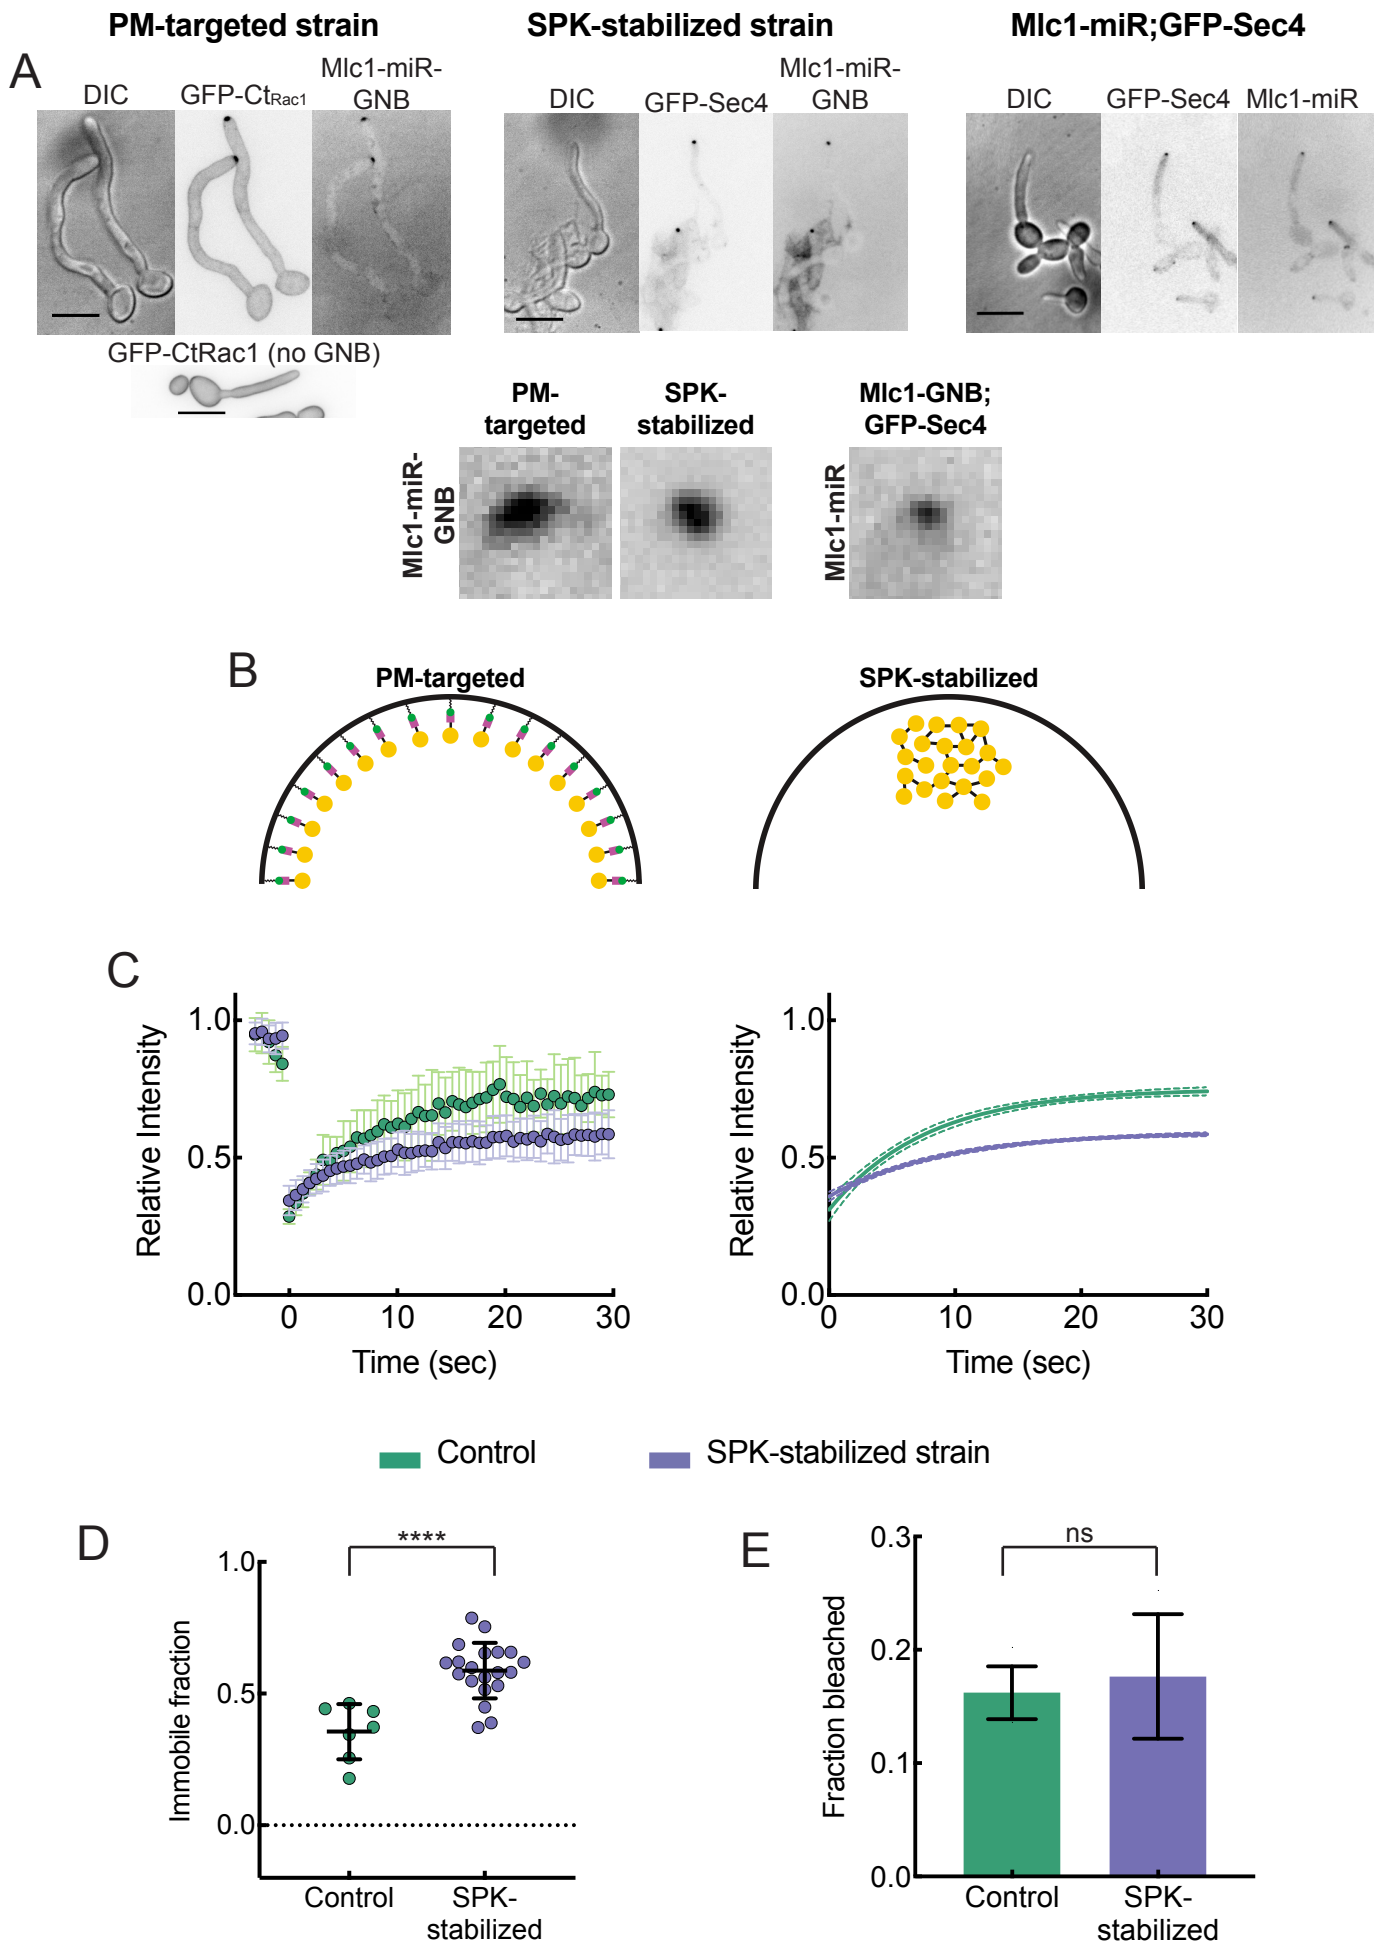 PM-targeted strain
SPK-stabilized strain
Mlc1-miR;GFP-Sec4
A
DIC
GFP-CtRac1
Mlc1-miR-
GNB
DIC
GFP-Sec4
Mlc1-miR-
GNB
DIC
GFP-Sec4
Mlc1-miR
GFP-CtRac1 (no GNB)
PM-
targeted
SPK-
stabilized
Mlc1-GNB;
GFP-Sec4
Mlc1-miR-
GNB
Mlc1-miR
B
PM-targeted
SPK-stabilized
C
Relative Intensity
1.0
0.5
0.0
0
10
20
30
Time (sec)
Relative Intensity
1.0
0.5
0.0
0
10
20
30
Time (sec)
Control
SPK-stabilized strain
D
****
Immobile fraction
1.0
0.5
0.0
Control
SPK-
stabilized
E
ns
Fraction bleached
0.3
0.2
0.1
0.0
Control
SPK-
stabilized